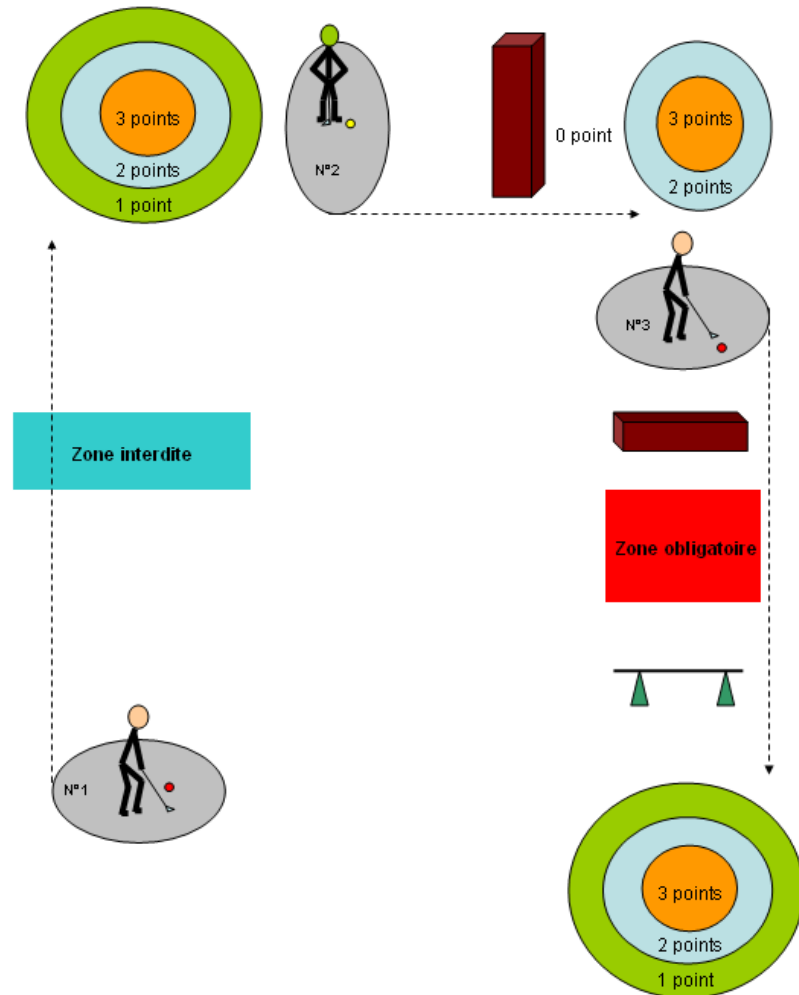 3 points
2 points
1 point
N°2
0 point
3 points
2 points
N°3
Zone interdite
Zone obligatoire
N°1
3 points
2 points
1 point